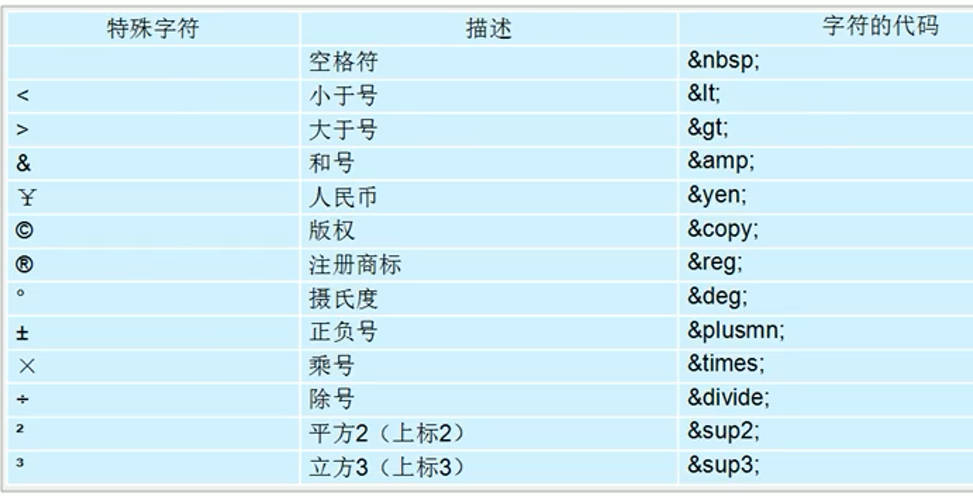 特殊字符 描述 字符的代码
空格符 &nbsp;
< 小于号 &lt;
> 大于号 &gt;
& 和号 &amp;
¥ 人民币 &yen;
© 版权 &copy;
® 注册商标 &reg;
° 摄氏度 &deg;
± 正负号 &plusmn;
× 乘号 &times;
÷ 除号 &divide;
² 平方2（上标2） &sup2;
³ 立方3（上标3） &sup3;